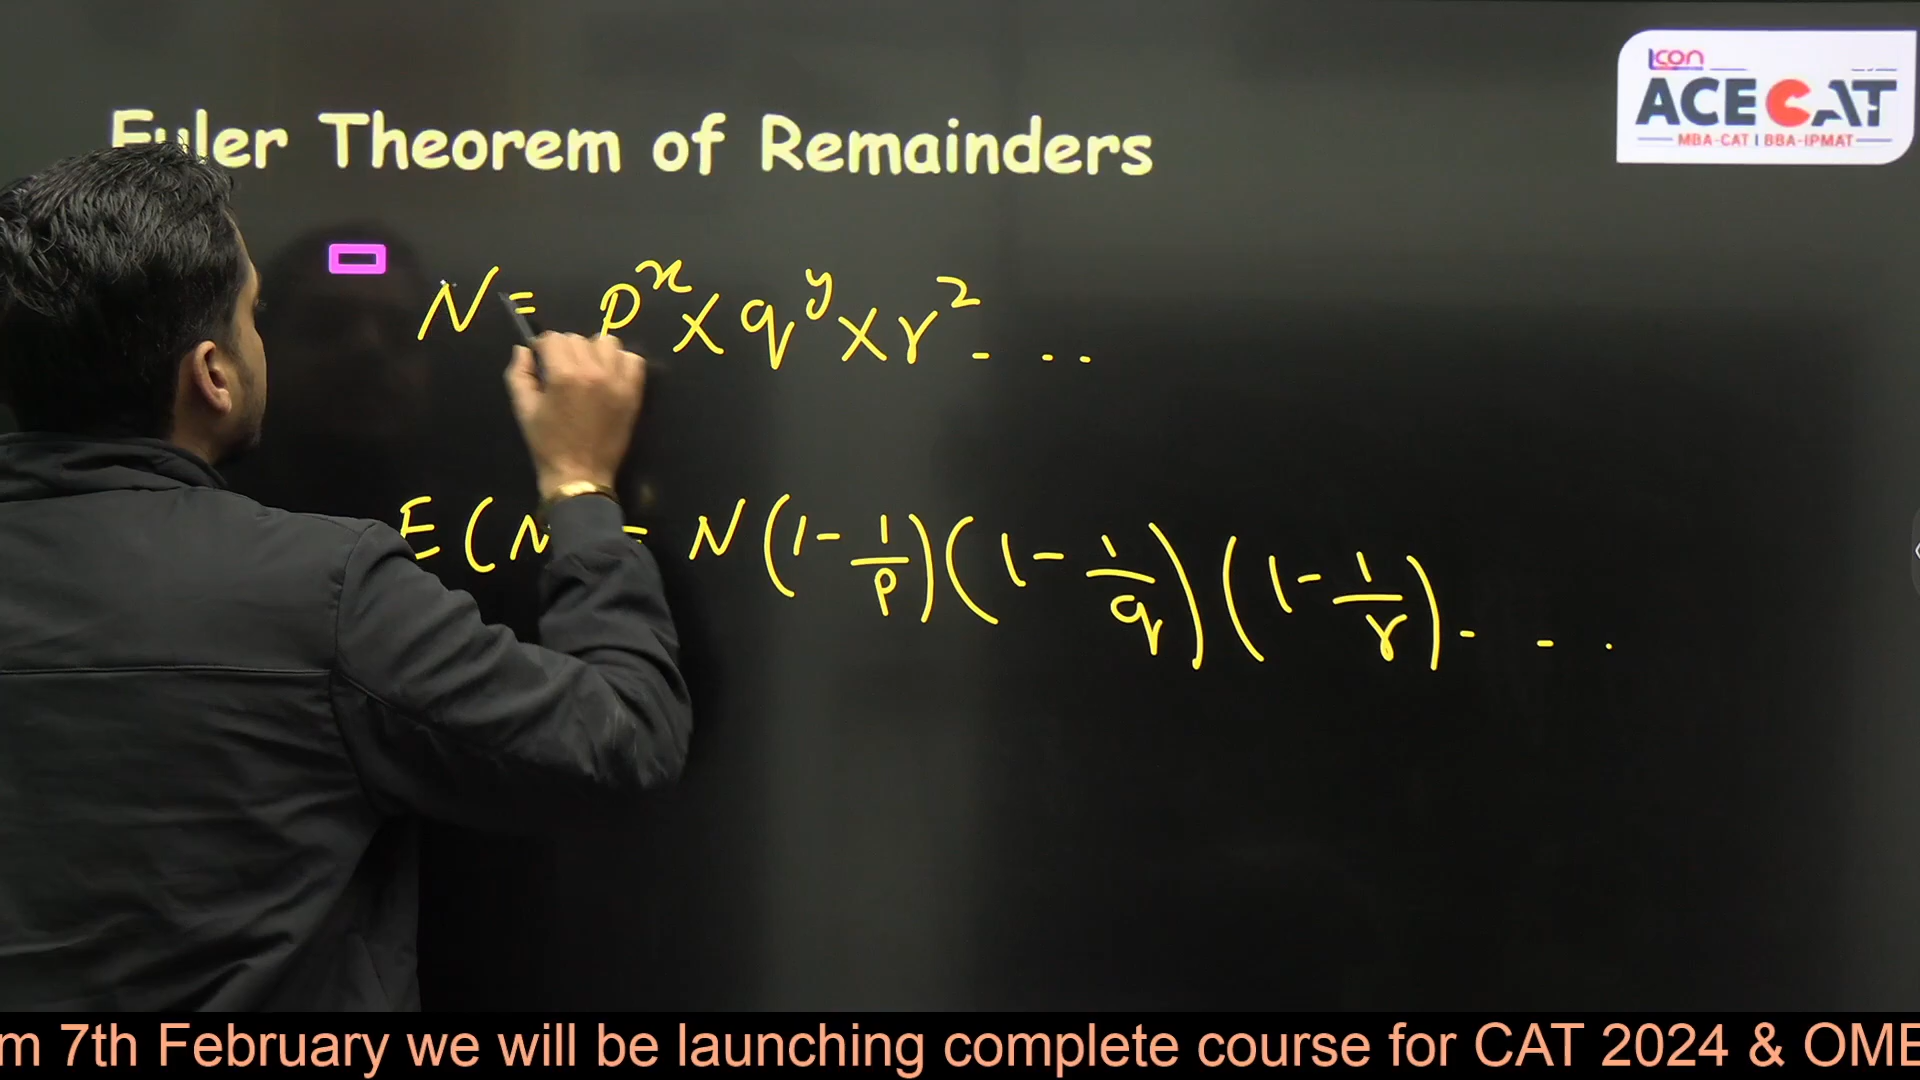 Icon
ACE CAT
MBA-CAT | BBA-IPMAT
Euler Theorem of Remainders
N = p^x × q^y × r^z - ...
E(N = N(1 - 1/p)(1 - 1/q)(1 - 1/r) - - .
m 7th February we will be launching complete course for CAT 2024 & OME